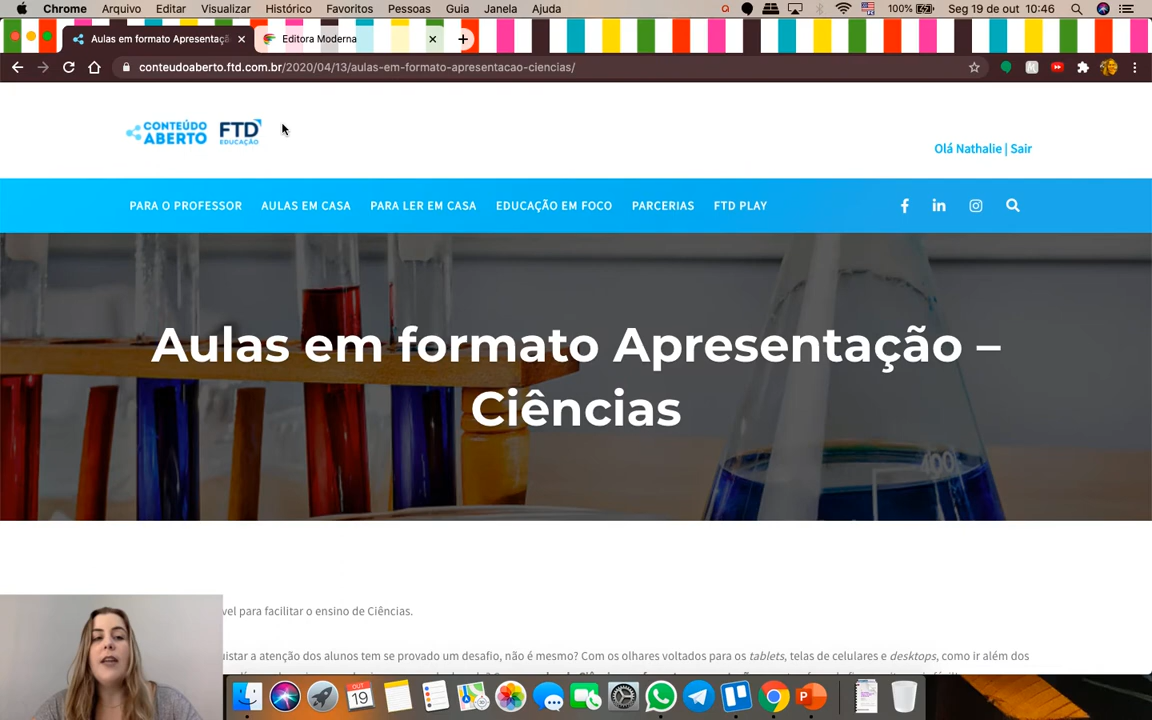 Chrome Arquivo Editar Visualizar Histórico Favoritos Pessoas Guia Janela Ajuda 100% Seg 19 de out 10:46
Aulas em formato Apresentaçã
Editora Moderna
conteudoaberto.ftd.com.br/2020/04/13/aulas-em-formato-apresentacao-ciencias/
CONTEÚDO ABERTO
FTD EDUCAÇÃO
Olá Nathalie | Sair
PARA O PROFESSOR AULAS EM CASA PARA LER EM CASA EDUCAÇÃO EM FOCO PARCERIAS FTD PLAY
Aulas em formato Apresentação –
Ciências
400
vel para facilitar o ensino de Ciências.
uistar a atenção dos alunos tem se provado um desafio, não é mesmo? Com os olhares voltados para os tablets, telas de celulares e desktops, como ir além dos
OUT
19